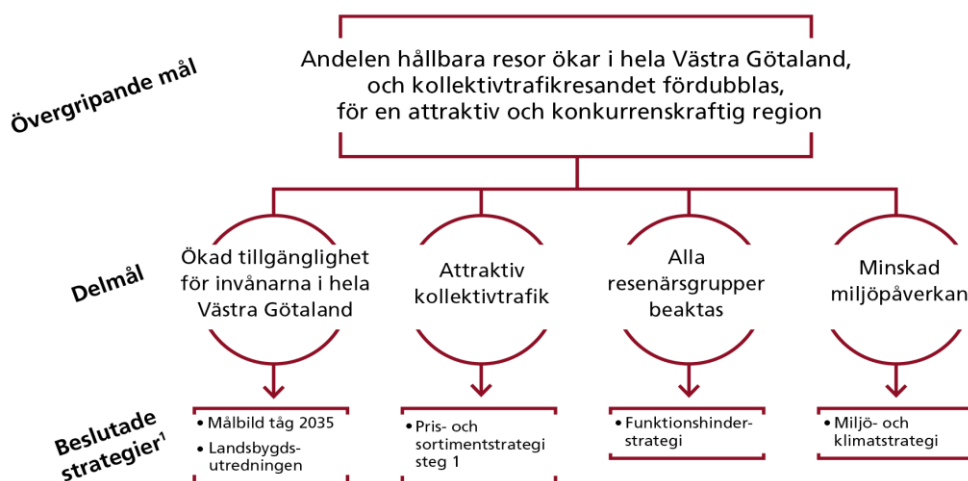 Övergripande mål
Andelen hållbara resor ökar i hela Västra Götaland,
och kollektivtrafikresandet fördubblas,
för en attraktiv och konkurrenskraftig region
Delmål
Ökad tillgänglighet
för invånarna i hela
Västra Götaland
Attraktiv
kollektivtrafik
Alla
resenärsgrupper
beaktas
Minskad
miljöpåverkan
Beslutade
strategier¹
• Målbild tåg 2035
• Landsbygds-
utredningen
• Pris- och
sortimentstrategi
steg 1
• Funktionshinder-
strategi
• Miljö- och
klimatstrategi